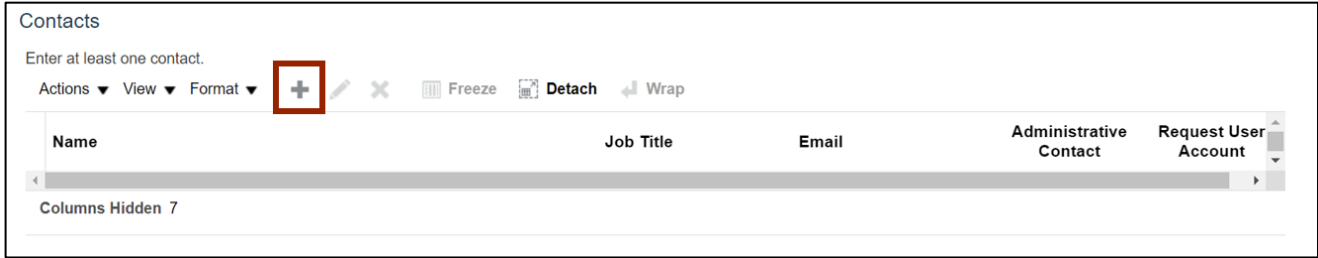 Contacts
Enter at least one contact.
Actions View Format Freeze Detach Wrap
Name Job Title Email Administrative Contact Request User Account
Columns Hidden 7